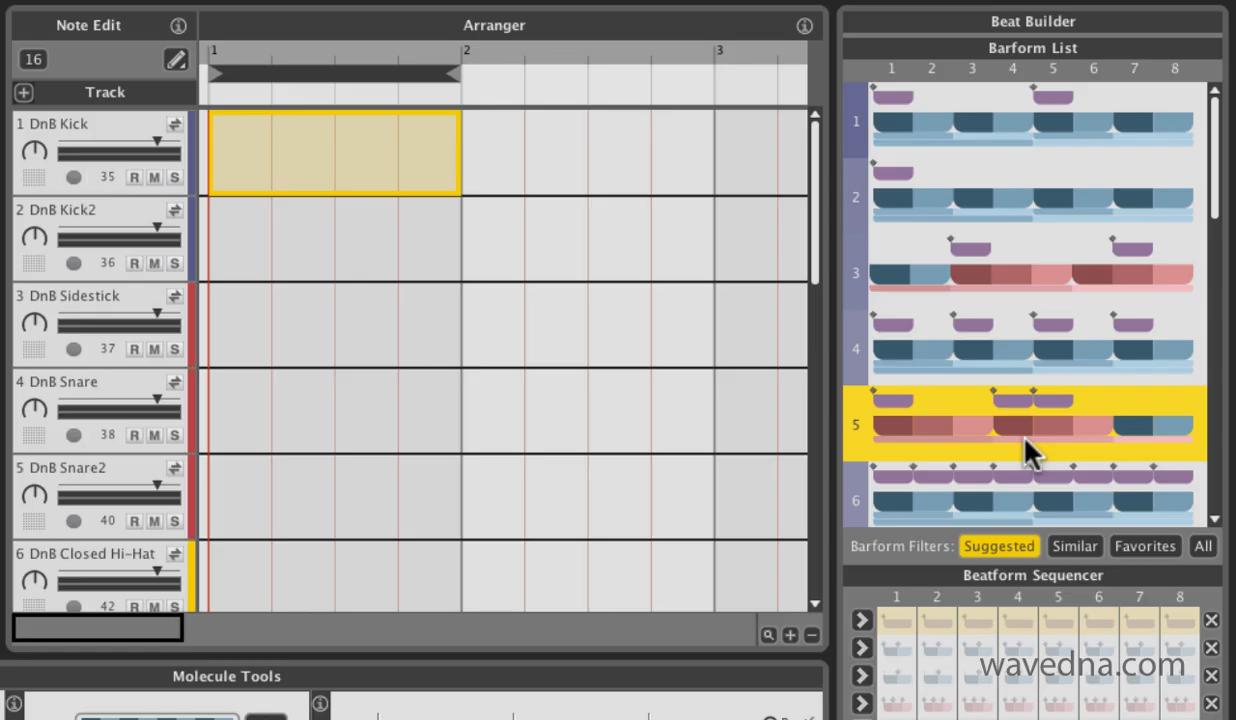 Note Edit
Arranger
Beat Builder
Barform List
16
1 2 3
1 2 3 4 5 6 7 8
Track
1 DnB Kick
35 R M S
2 DnB Kick2
36 R M S
3 DnB Sidestick
37 R M S
4 DnB Snare
38 R M S
5 DnB Snare2
40 R M S
6 DnB Closed Hi-Hat
42 R M S
1
2
3
4
5
6
Barform Filters: Suggested Similar Favorites All
Beatform Sequencer
1 2 3 4 5 6 7 8
wavedna.com
Molecule Tools